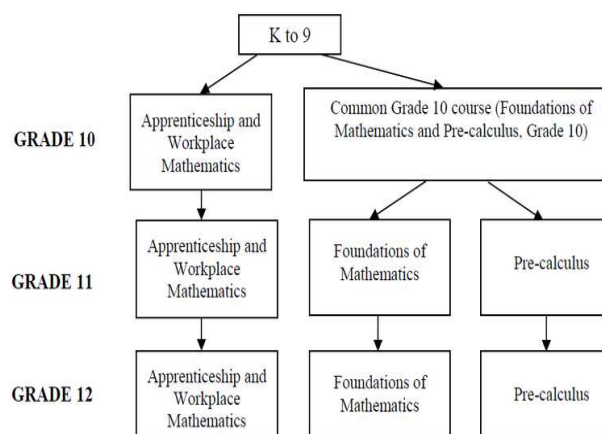 K to 9
GRADE 10
Apprenticeship and
Workplace
Mathematics
Common Grade 10 course (Foundations of
Mathematics and Pre-calculus, Grade 10)
GRADE 11
Apprenticeship and
Workplace
Mathematics
Foundations of
Mathematics
Pre-calculus
GRADE 12
Apprenticeship and
Workplace
Mathematics
Foundations of
Mathematics
Pre-calculus